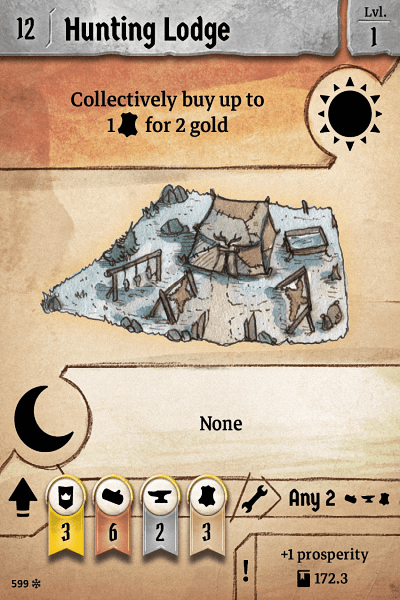 12 Hunting Lodge
Lvl.
1
Collectively buy up to
1 for 2 gold
None
3 6 2 3
Any 2
! +1 prosperity
172.3
599